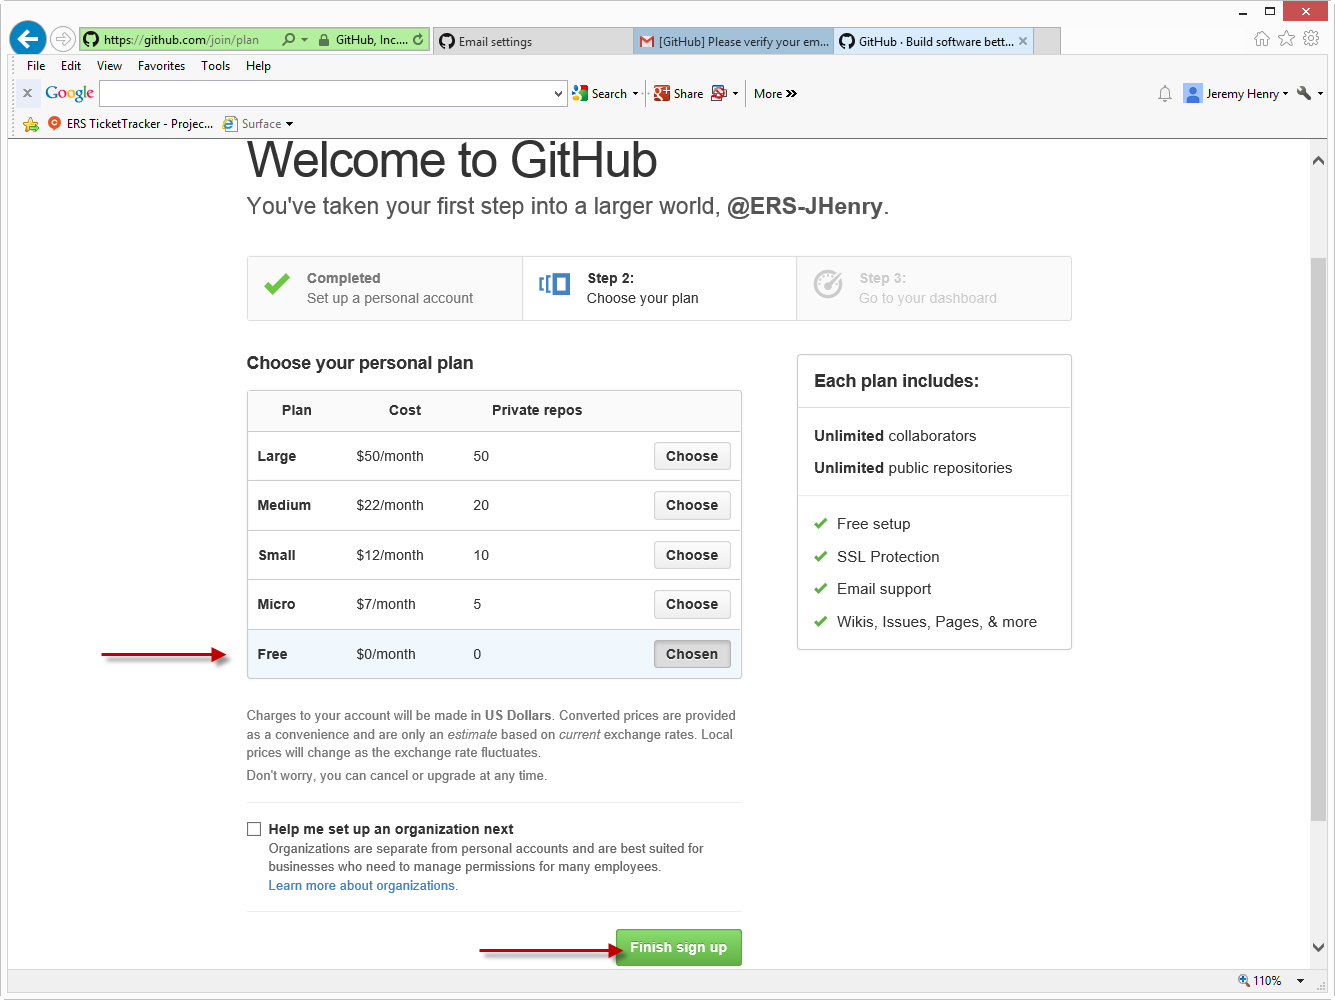 https://github.com/join/plan
GitHub, Inc....
Email settings
[GitHub] Please verify your em...
GitHub · Build software bett...
File Edit View Favorites Tools Help
x Google Search Share More »
Jeremy Henry
ERS TicketTracker - Projec... Surface
Welcome to GitHub
You've taken your first step into a larger world, @ERS-JHenry.
Completed
Set up a personal account
Step 2:
Choose your plan
Step 3:
Go to your dashboard
Choose your personal plan
Plan Cost Private repos
Large $50/month 50 Choose
Medium $22/month 20 Choose
Small $12/month 10 Choose
Micro $7/month 5 Choose
Free $0/month 0 Chosen
Each plan includes:
Unlimited collaborators
Unlimited public repositories
Free setup
SSL Protection
Email support
Wikis, Issues, Pages, & more
Charges to your account will be made in US Dollars. Converted prices are provided
as a convenience and are only an estimate based on current exchange rates. Local
prices will change as the exchange rate fluctuates.
Don't worry, you can cancel or upgrade at any time.
Help me set up an organization next
Organizations are separate from personal accounts and are best suited for
businesses who need to manage permissions for many employees.
Learn more about organizations.
Finish sign up
110%